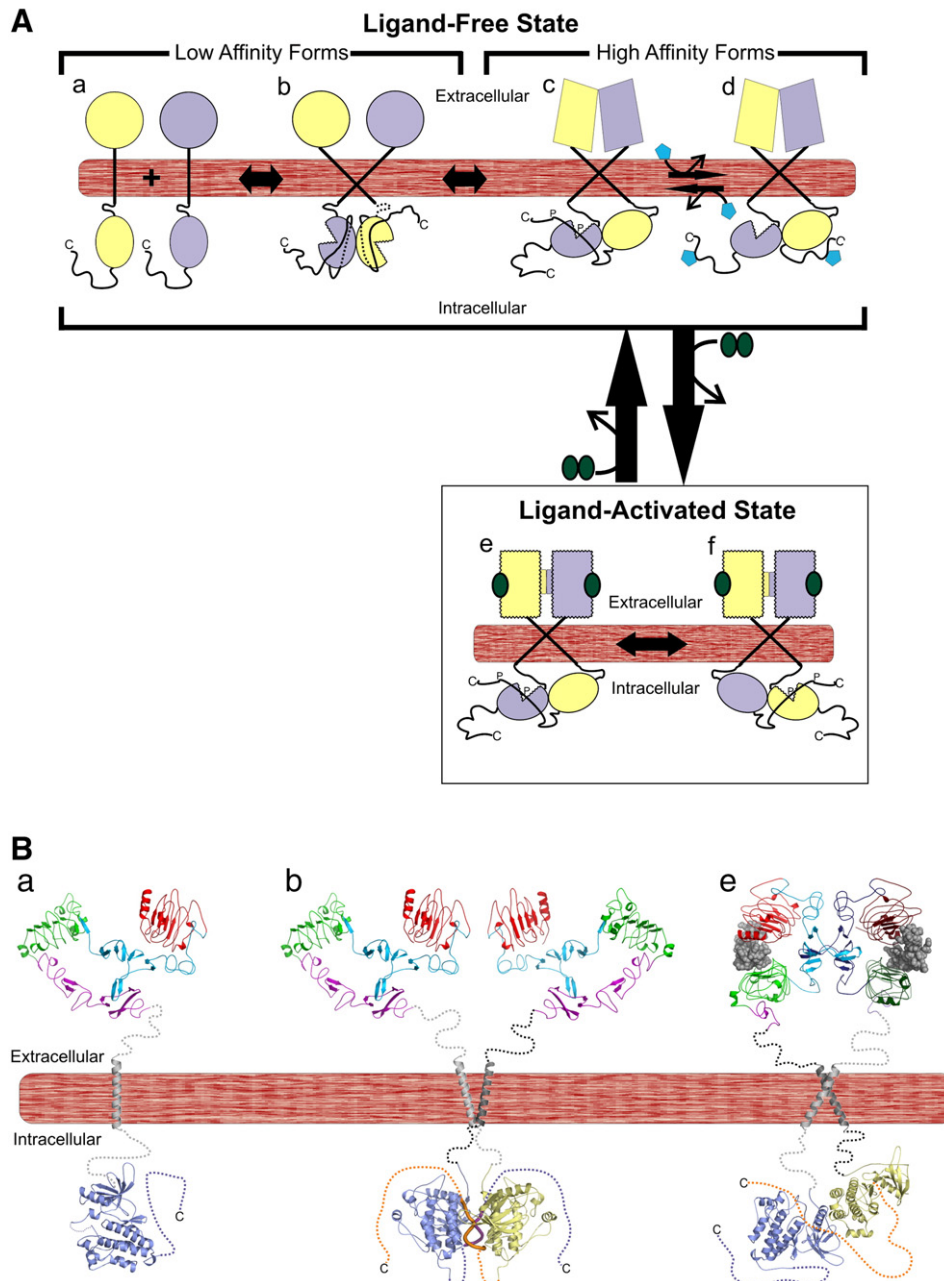 A
Ligand-Free State
Low Affinity Forms
High Affinity Forms
a
b
Extracellular
c
d
+
C
C
C
C
C
P
P
C
C
C
Intracellular
Ligand-Activated State
e
f
Extracellular
Intracellular
C
P
P
C
P
P
C
C
B
a
b
e
Extracellular
Intracellular
C
C
C
C
C